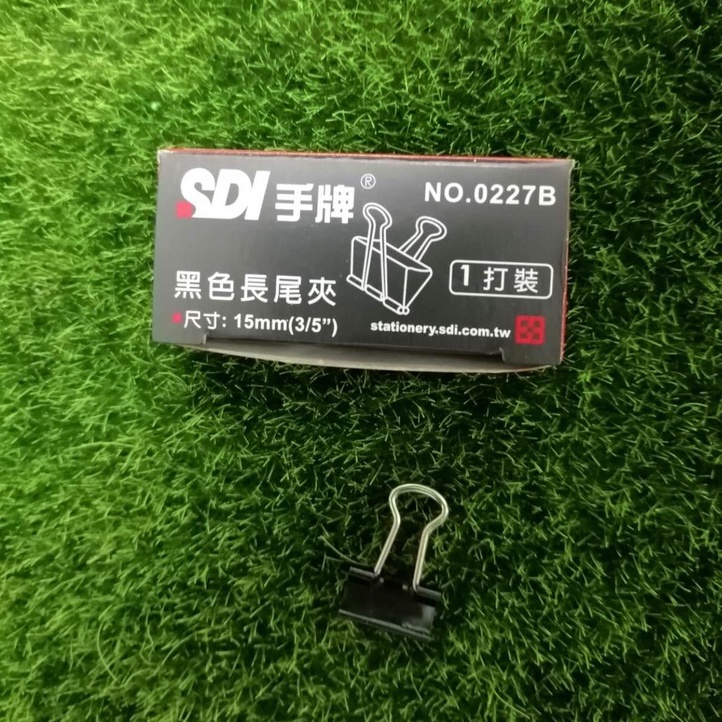 SDI 手牌® NO.0227B
黑色長尾夾
1 打裝
尺寸: 15mm(3/5")
stationery.sdi.com.tw